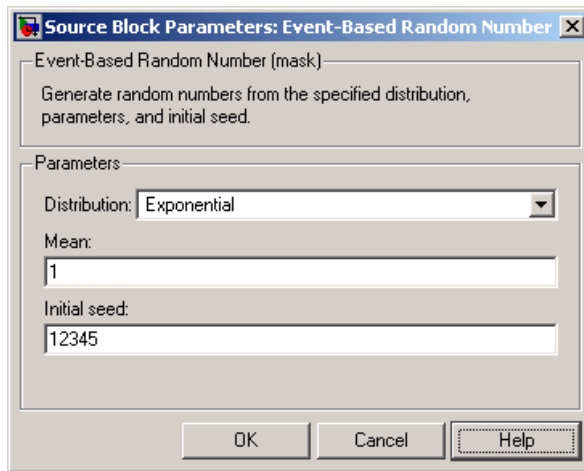 Source Block Parameters: Event-Based Random Number
Event-Based Random Number (mask)
Generate random numbers from the specified distribution,
parameters, and initial seed.
Parameters
Distribution: Exponential
Mean:
1
Initial seed:
12345
OK Cancel Help